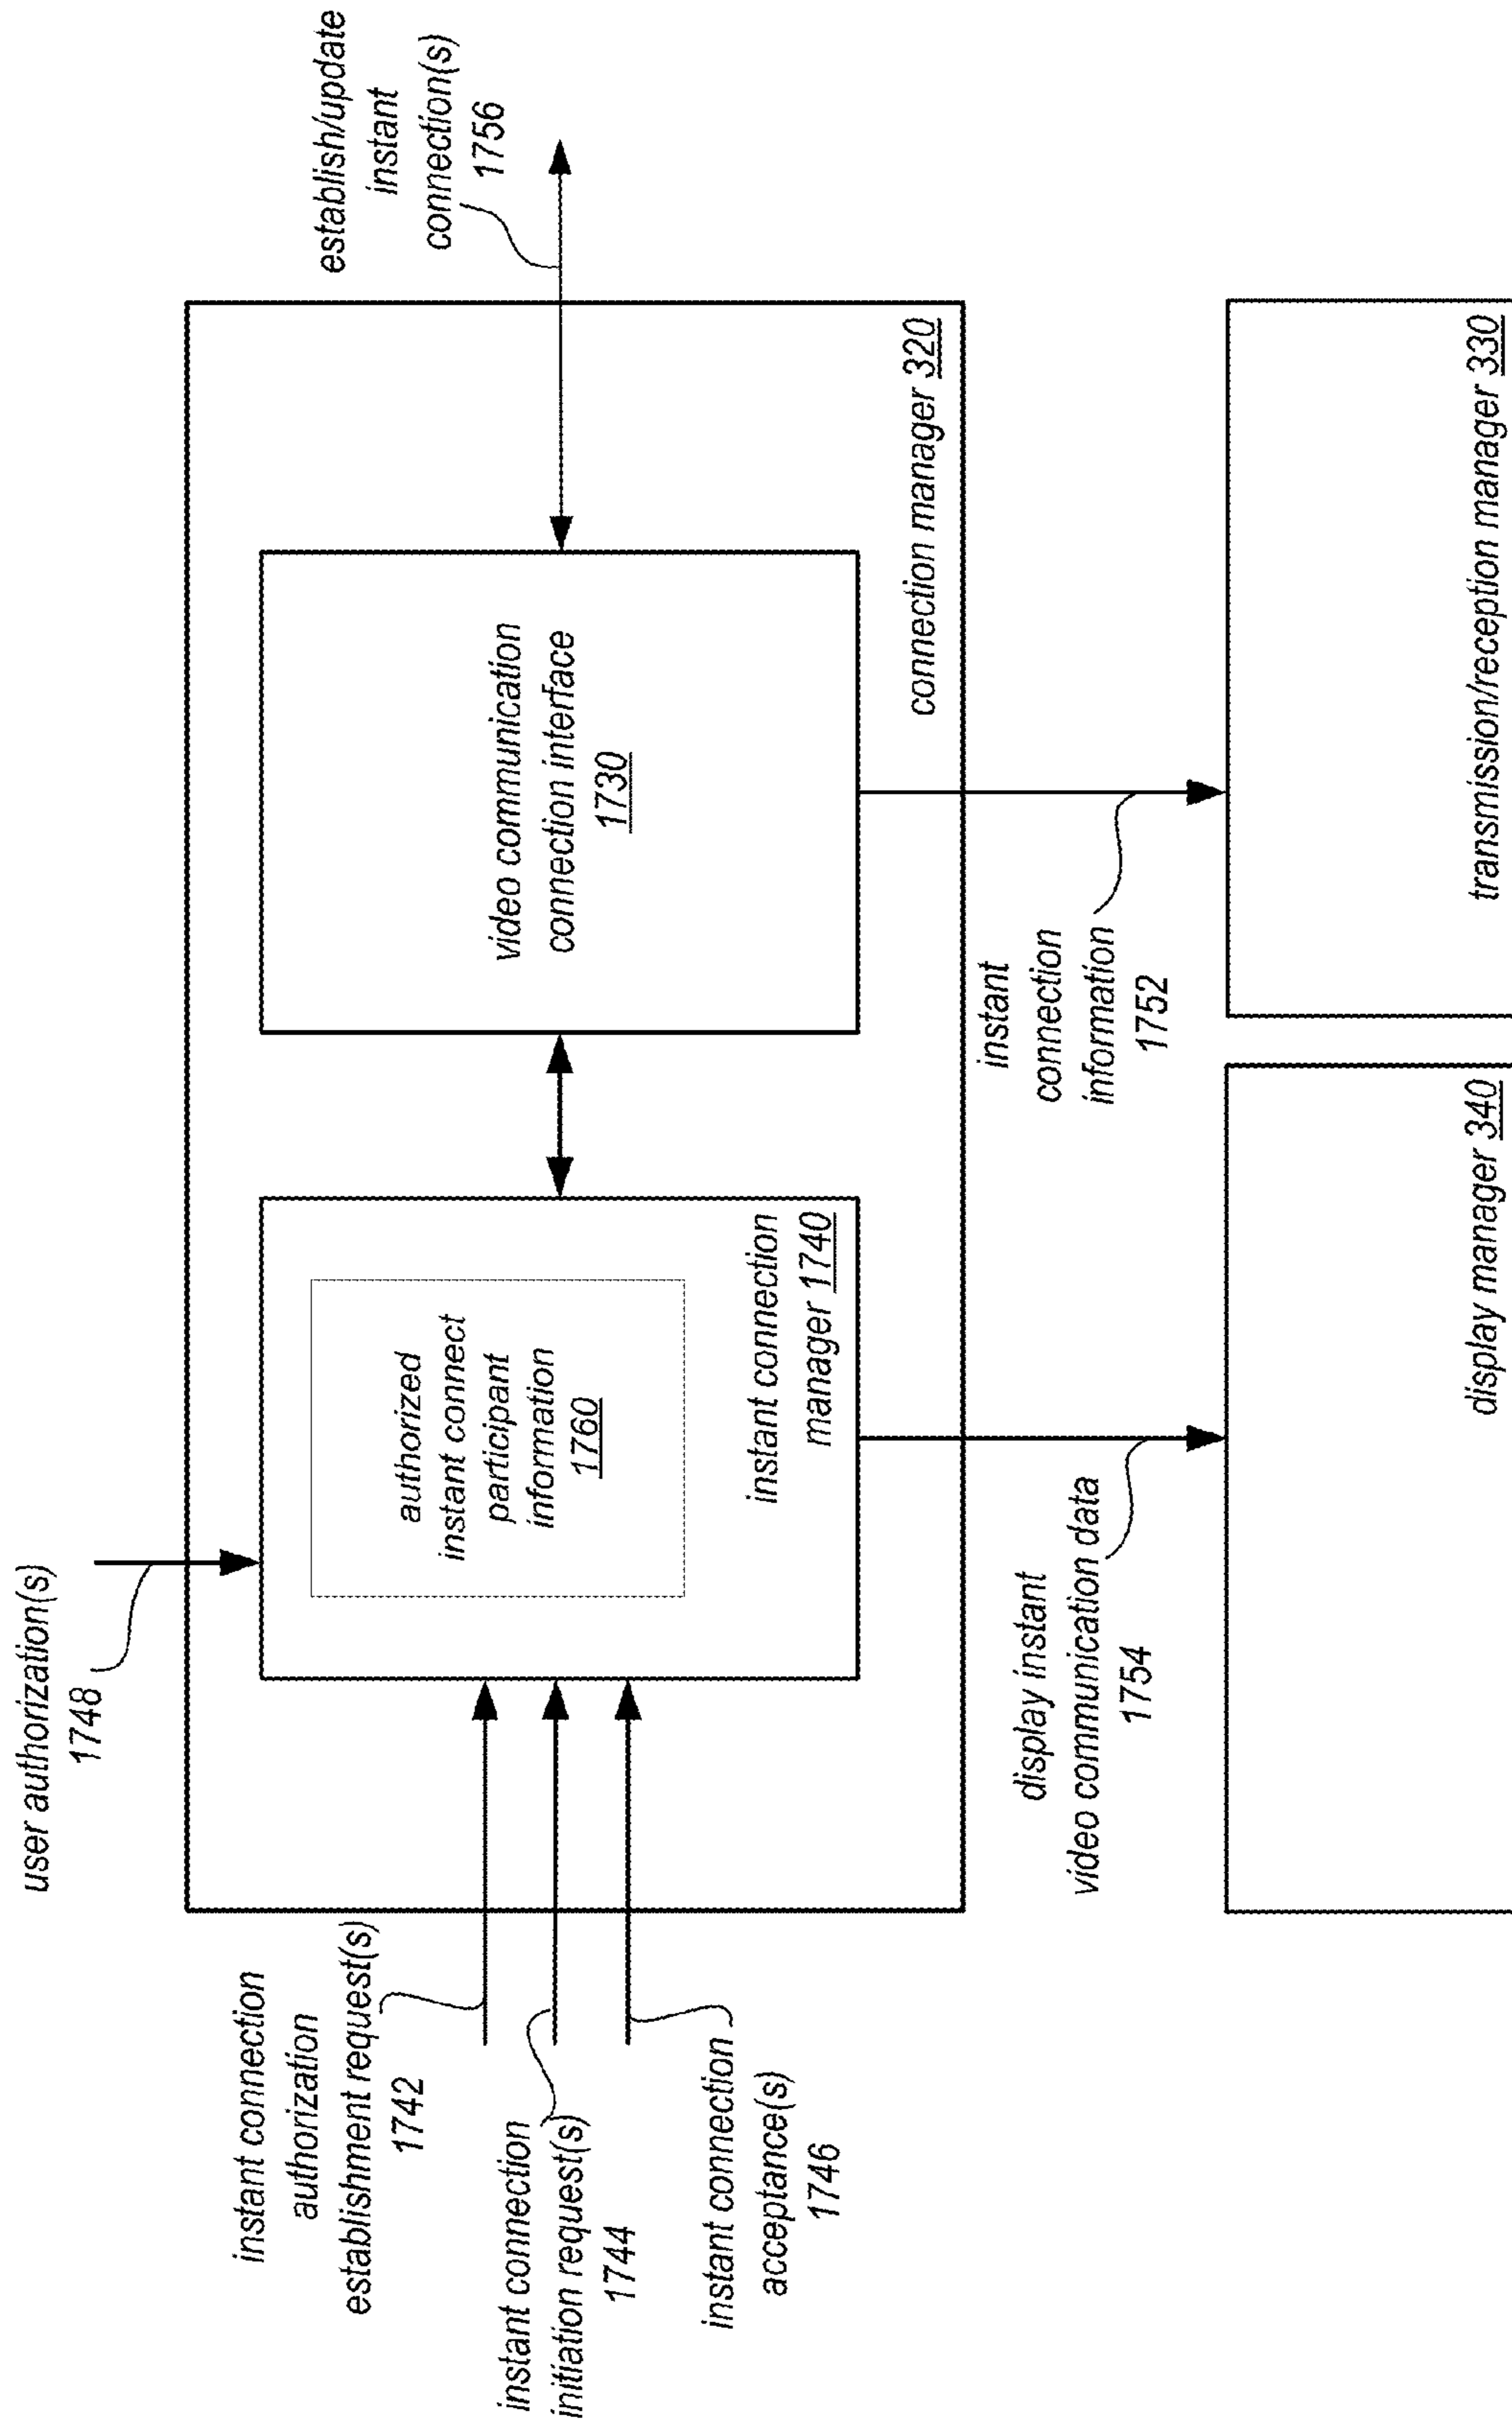 user authorization(s)
1748
instant connection
authorization
establishment request(s)
1742
instant connection
initiation request(s)
1744
instant connection
acceptance(s)
1746
authorized
instant connect
participant
information
1760
instant connection
manager 1740
video communication
connection interface
1730
connection manager 320
establish/update
instant
connection(s)
1756
display instant
video communication data
1754
instant
connection
information
1752
display manager 340
transmission/reception manager 330